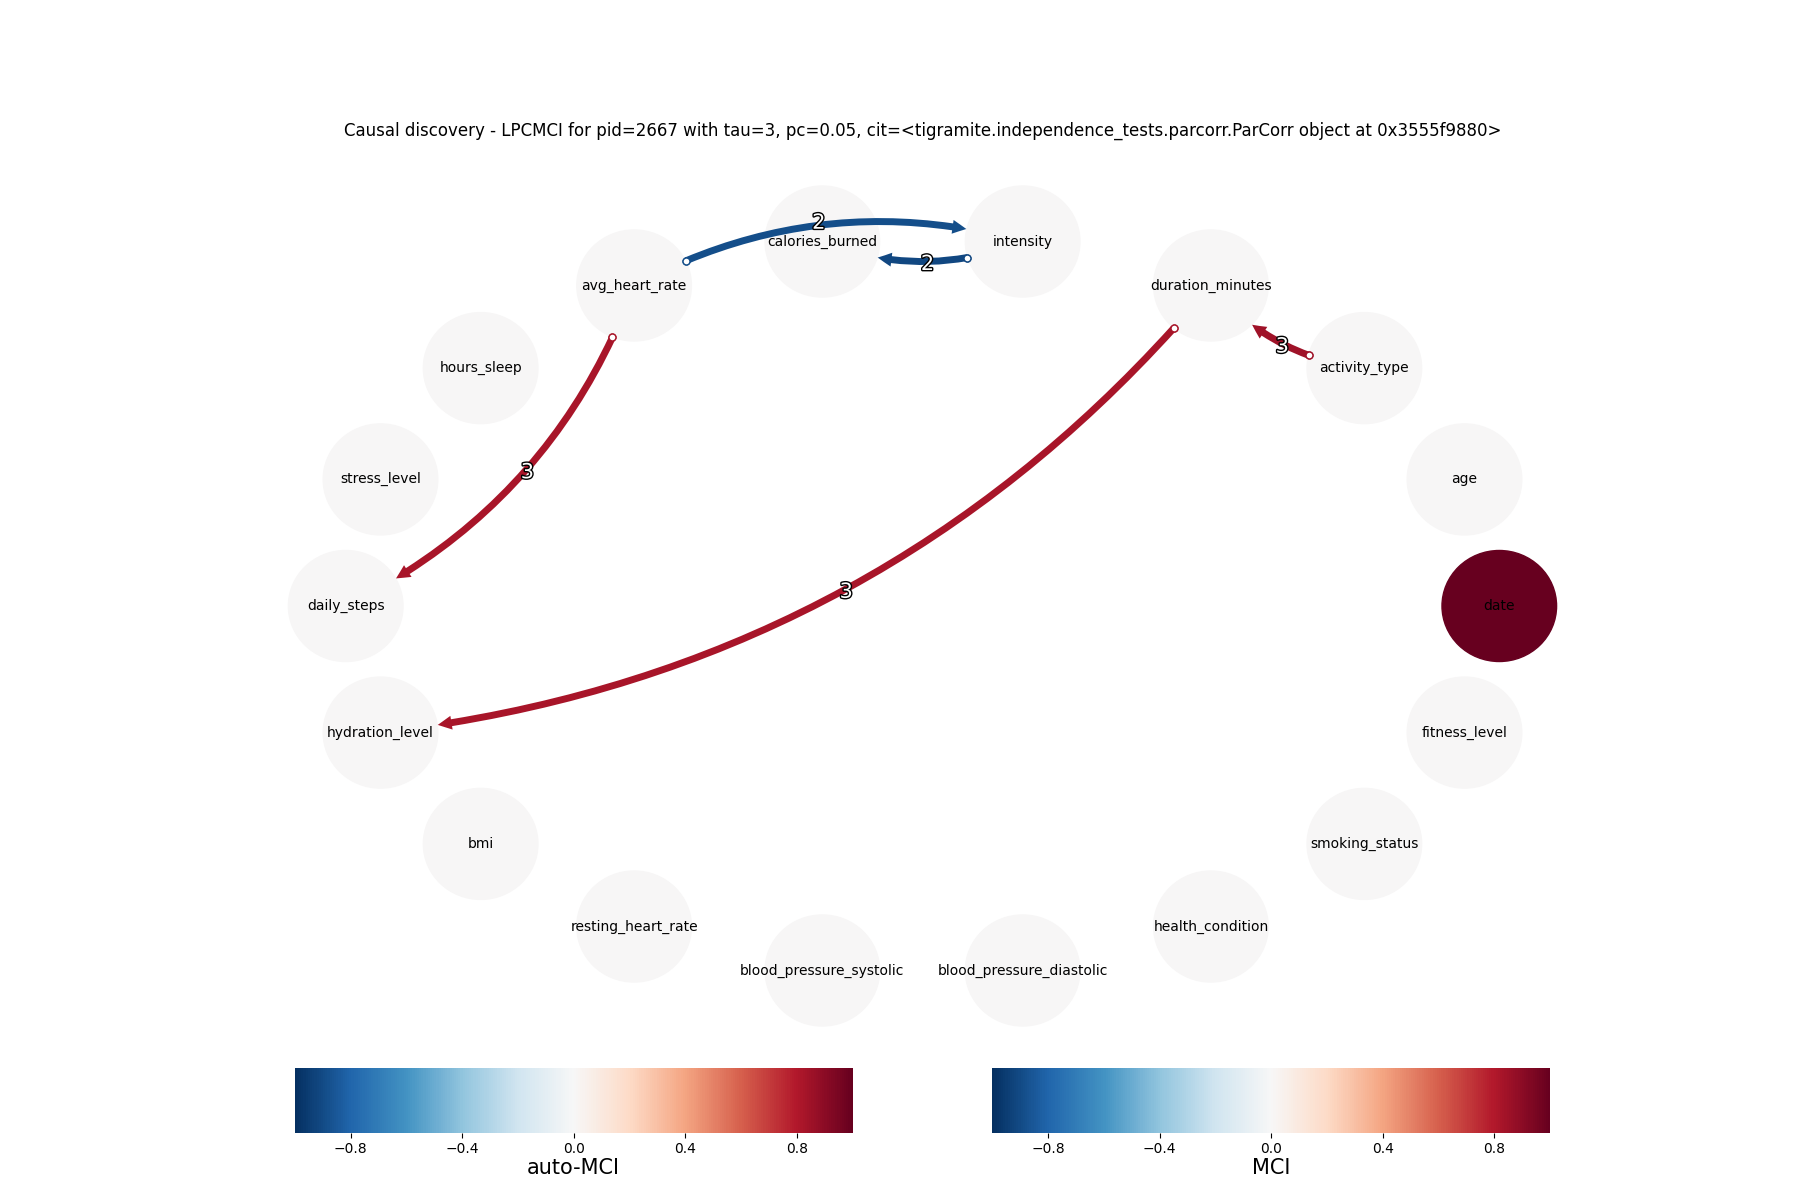 Causal discovery - LPCMCI for pid=2667 with tau=3, pc=0.05, cit=<tigramite.independence_tests.parcorr.ParCorr object at 0x3555f9880>
2
calories_burned
intensity
2
avg_heart_rate
duration_minutes
3
hours_sleep
activity_type
3
stress_level
age
3
daily_steps
date
hydration_level
fitness_level
bmi
smoking_status
resting_heart_rate
health_condition
blood_pressure_systolic
blood_pressure_diastolic
−0.8 −0.4 0.0 0.4 0.8
auto-MCI
−0.8 −0.4 0.0 0.4 0.8
MCI